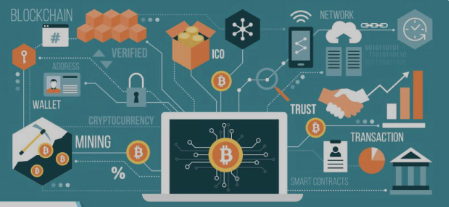 BLOCKCHAIN
NETWORK
#
VERIFIED
ICO
ADDRESS
WALLET
TRUST
CRYPTOCURRENCY
MINING
TRANSACTION
%
SMART CONTRACTS